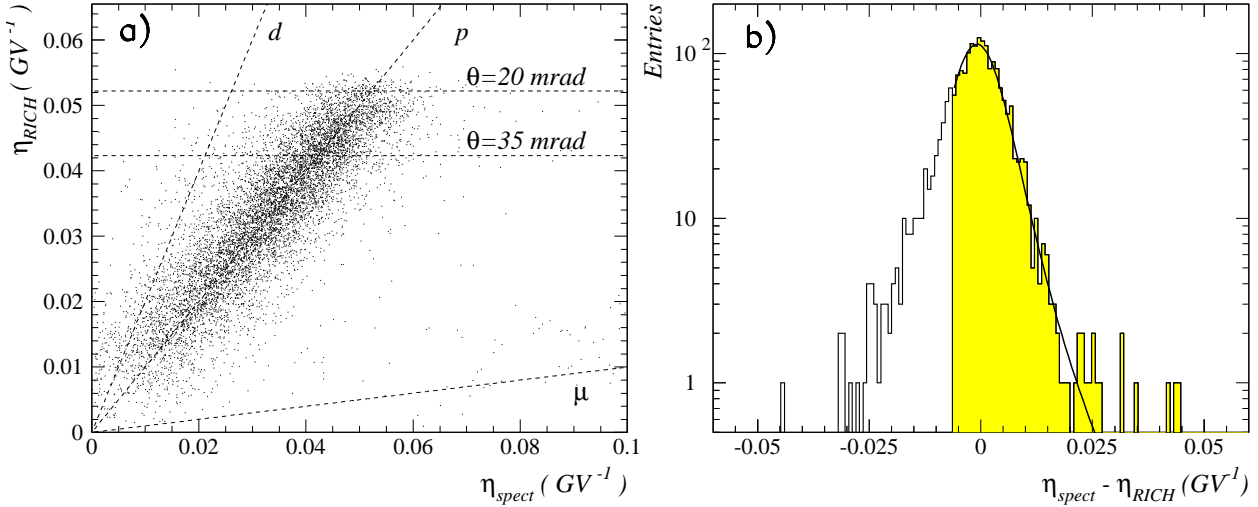 a)
d
p
θ=20 mrad
θ=35 mrad
μ
η_RICH ( GV⁻¹ )
0.06
0.05
0.04
0.03
0.02
0.01
0
0 0.02 0.04 0.06 0.08 0.1
η_spect ( GV⁻¹ )
b)
Entries
10²
10
1
-0.05 -0.025 0 0.025 0.05
η_spect - η_RICH (GV⁻¹)